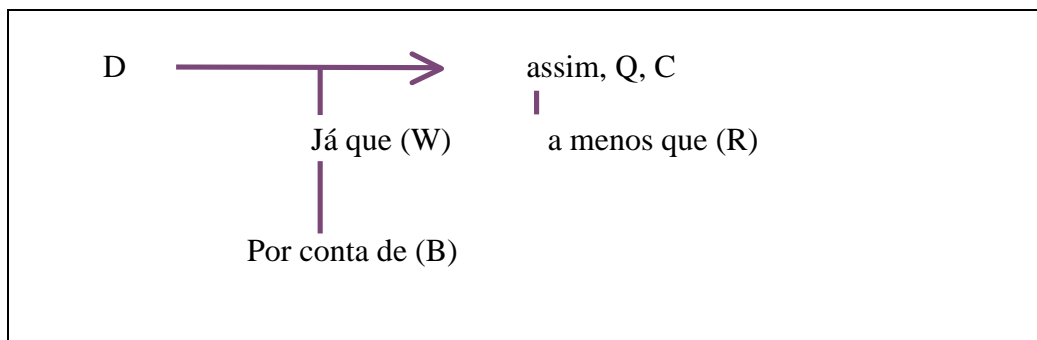 D assim, Q, C
Já que (W) a menos que (R)
Por conta de (B)